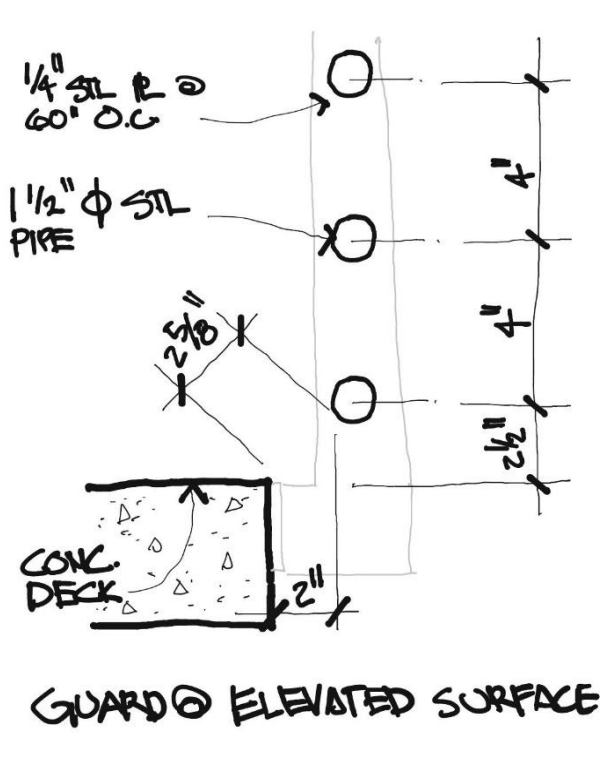 1/4" STL PL @
60" O.C
1 1/2" Φ STL
PIPE
4"
4"
2 5/8"
2 1/2"
CONC.
DECK
2"
GUARD @ ELEVATED SURFACE